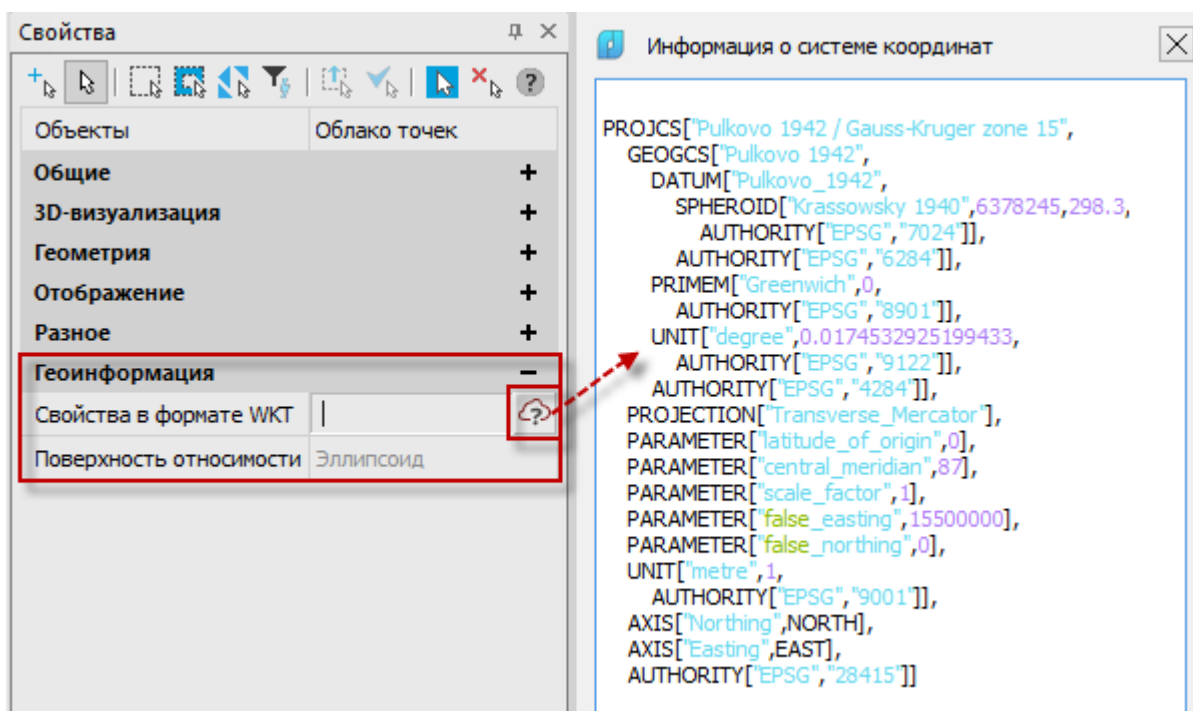 Свойства
Объекты Облако точек
Общие
3D-визуализация
Геометрия
Отображение
Разное
Геоинформация
Свойства в формате WKT
Поверхность относимости Эллипсоид
Информация о системе координат
PROJCS["Pulkovo 1942 / Gauss-Kruger zone 15",
GEOGCS["Pulkovo 1942",
DATUM["Pulkovo_1942",
SPHEROID["Krassowsky 1940",6378245,298.3,
AUTHORITY["EPSG","7024"]],
AUTHORITY["EPSG","6284"]],
PRIMEM["Greenwich",0,
AUTHORITY["EPSG","8901"]],
UNIT["degree",0.0174532925199433,
AUTHORITY["EPSG","9122"]],
AUTHORITY["EPSG","4284"]],
PROJECTION["Transverse_Mercator"],
PARAMETER["latitude_of_origin",0],
PARAMETER["central_meridian",87],
PARAMETER["scale_factor",1],
PARAMETER["false_easting",15500000],
PARAMETER["false_northing",0],
UNIT["metre",1,
AUTHORITY["EPSG","9001"]],
AXIS["Northing",NORTH],
AXIS["Easting",EAST],
AUTHORITY["EPSG","28415"]]